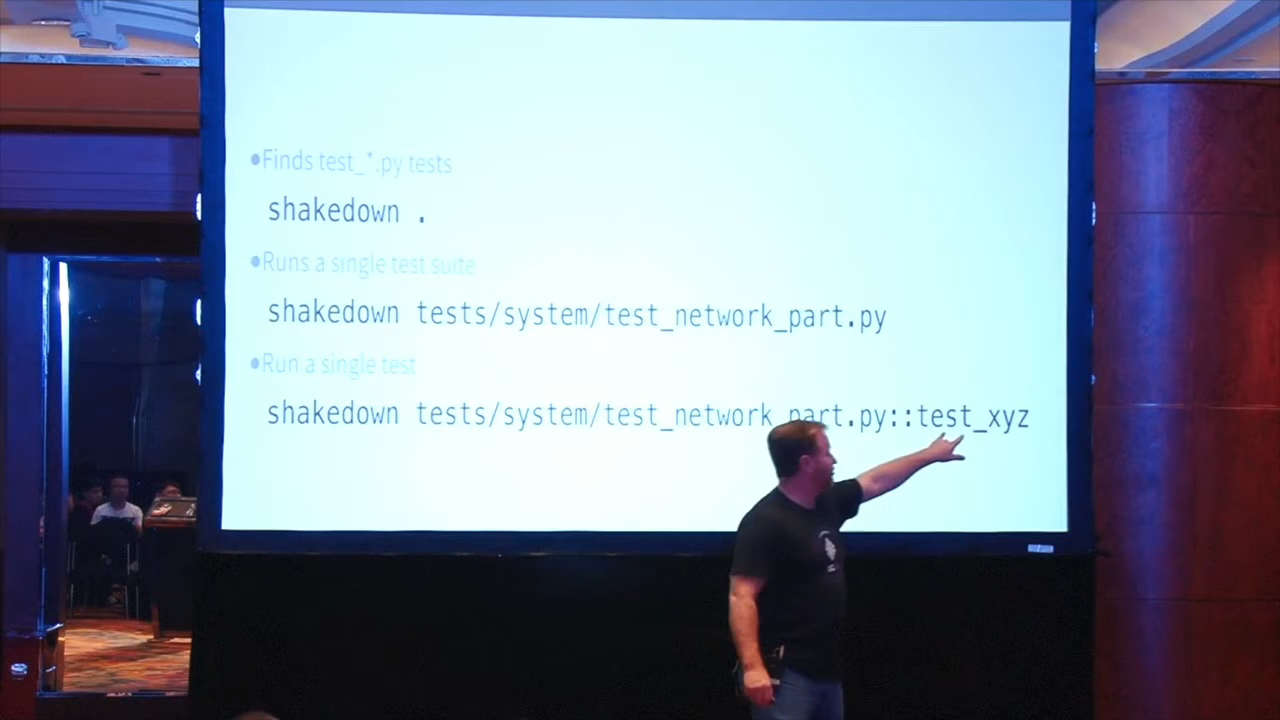 •Finds test_*.py tests
shakedown .
•Runs a single test suite
shakedown tests/system/test_network_part.py
•Run a single test
shakedown tests/system/test_network_part.py::test_xyz